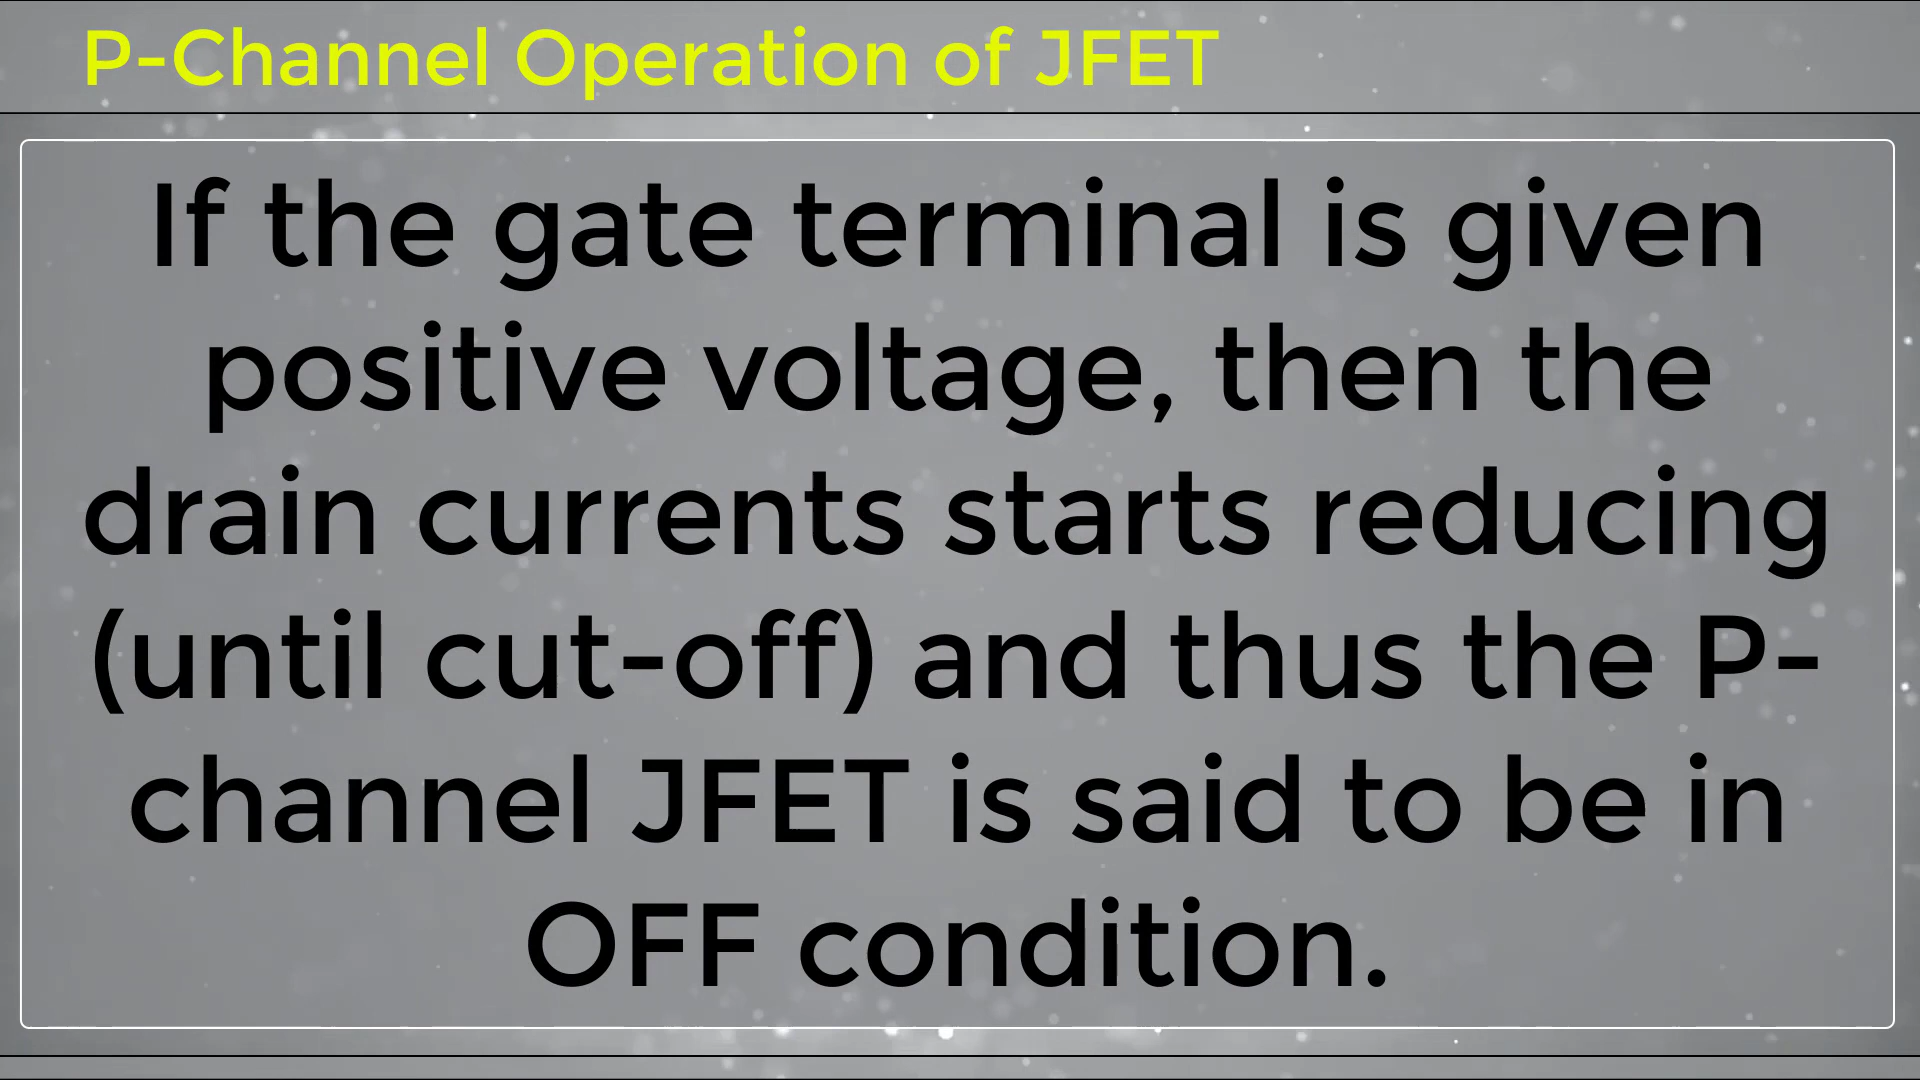 P-Channel Operation of JFET
If the gate terminal is given
positive voltage, then the
drain currents starts reducing
(until cut-off) and thus the P-
channel JFET is said to be in
OFF condition.